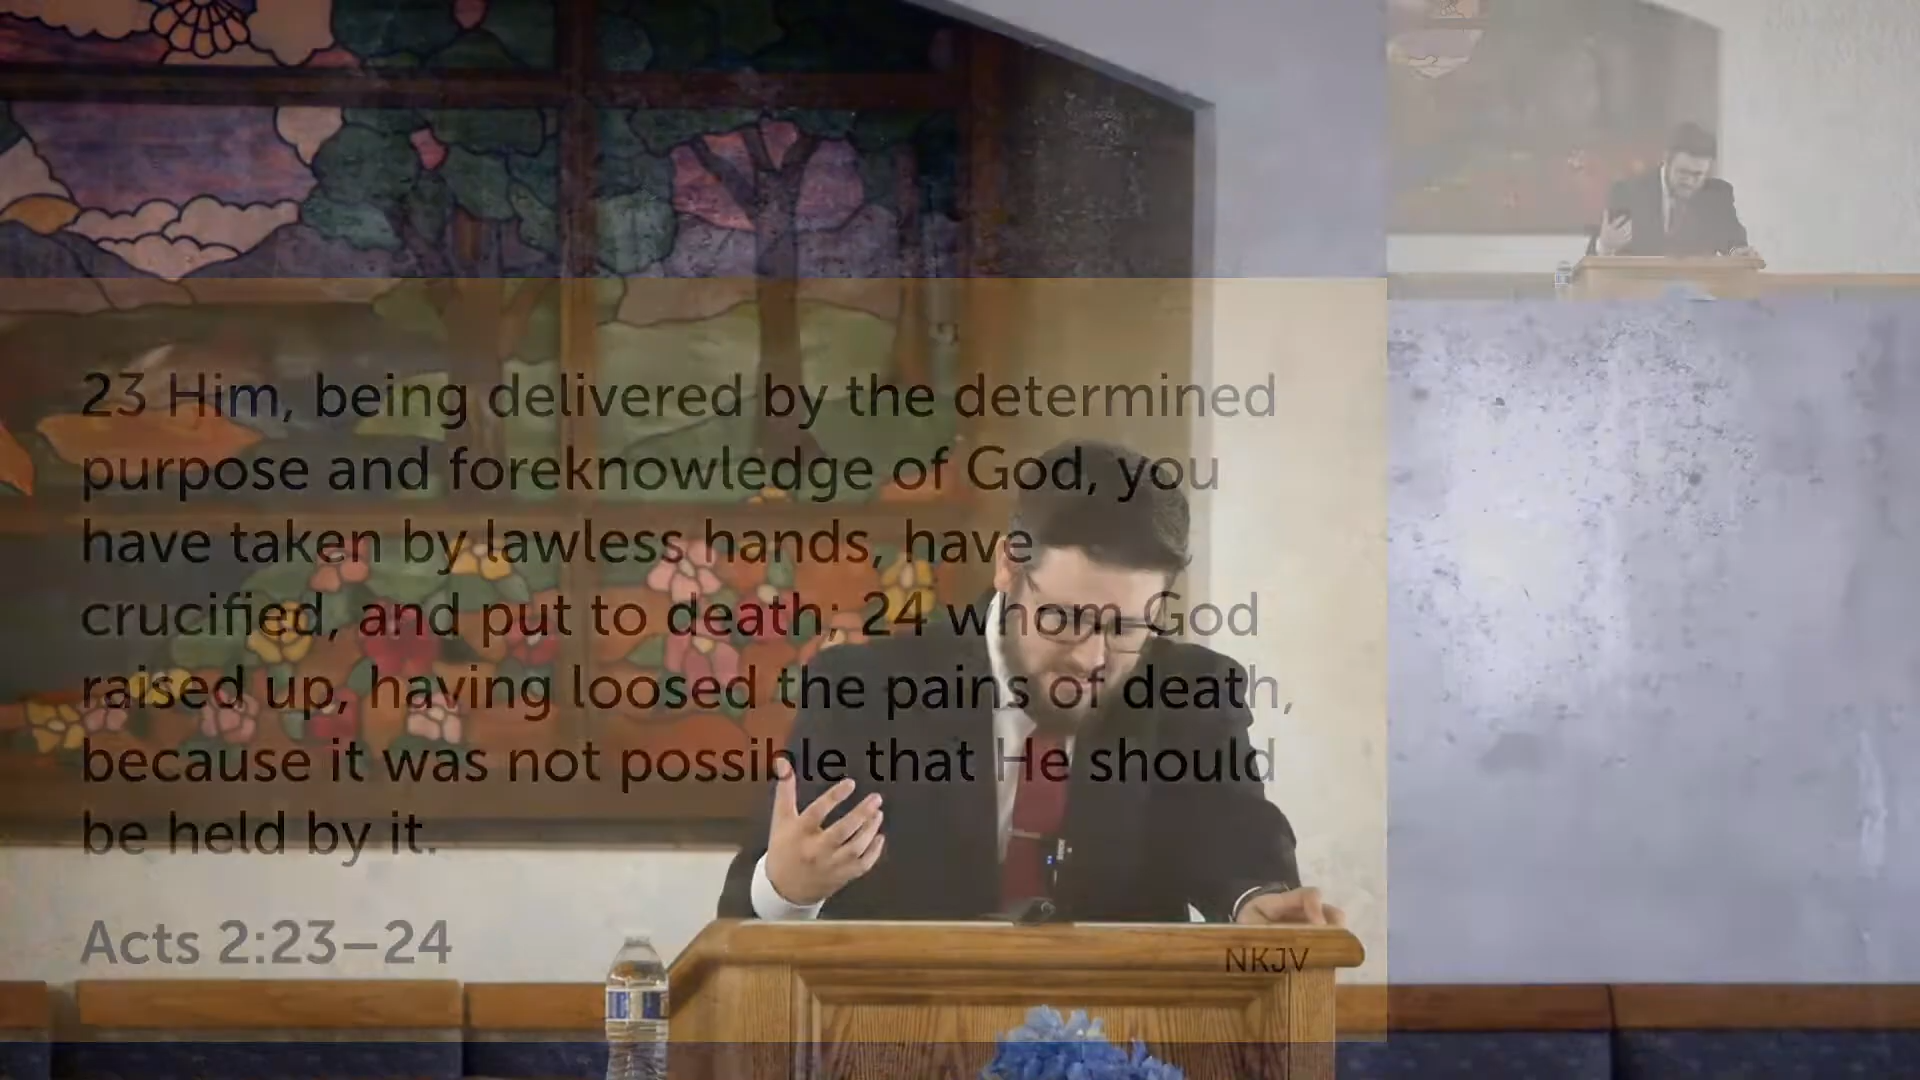 23 Him, being delivered by the determined
purpose and foreknowledge of God, you
have taken by lawless hands, have
crucified, and put to death; 24 whom God
raised up, having loosed the pains of death,
because it was not possible that He should
be held by it.
Acts 2:23–24
NKJV